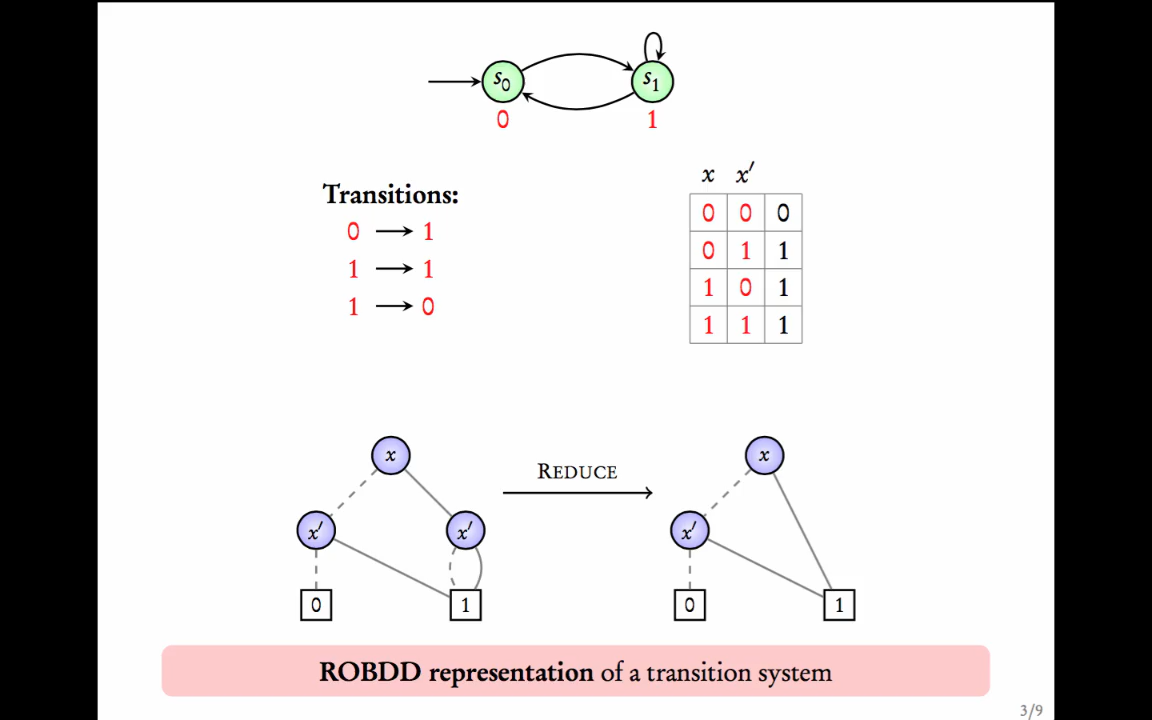 s0 s1
0 1
Transitions:
0 → 1
1 → 1
1 → 0
x x′
0 0 0
0 1 1
1 0 1
1 1 1
x
x′ x′
0 1
REDUCE
x
x′
0 1
ROBDD representation of a transition system
3/9